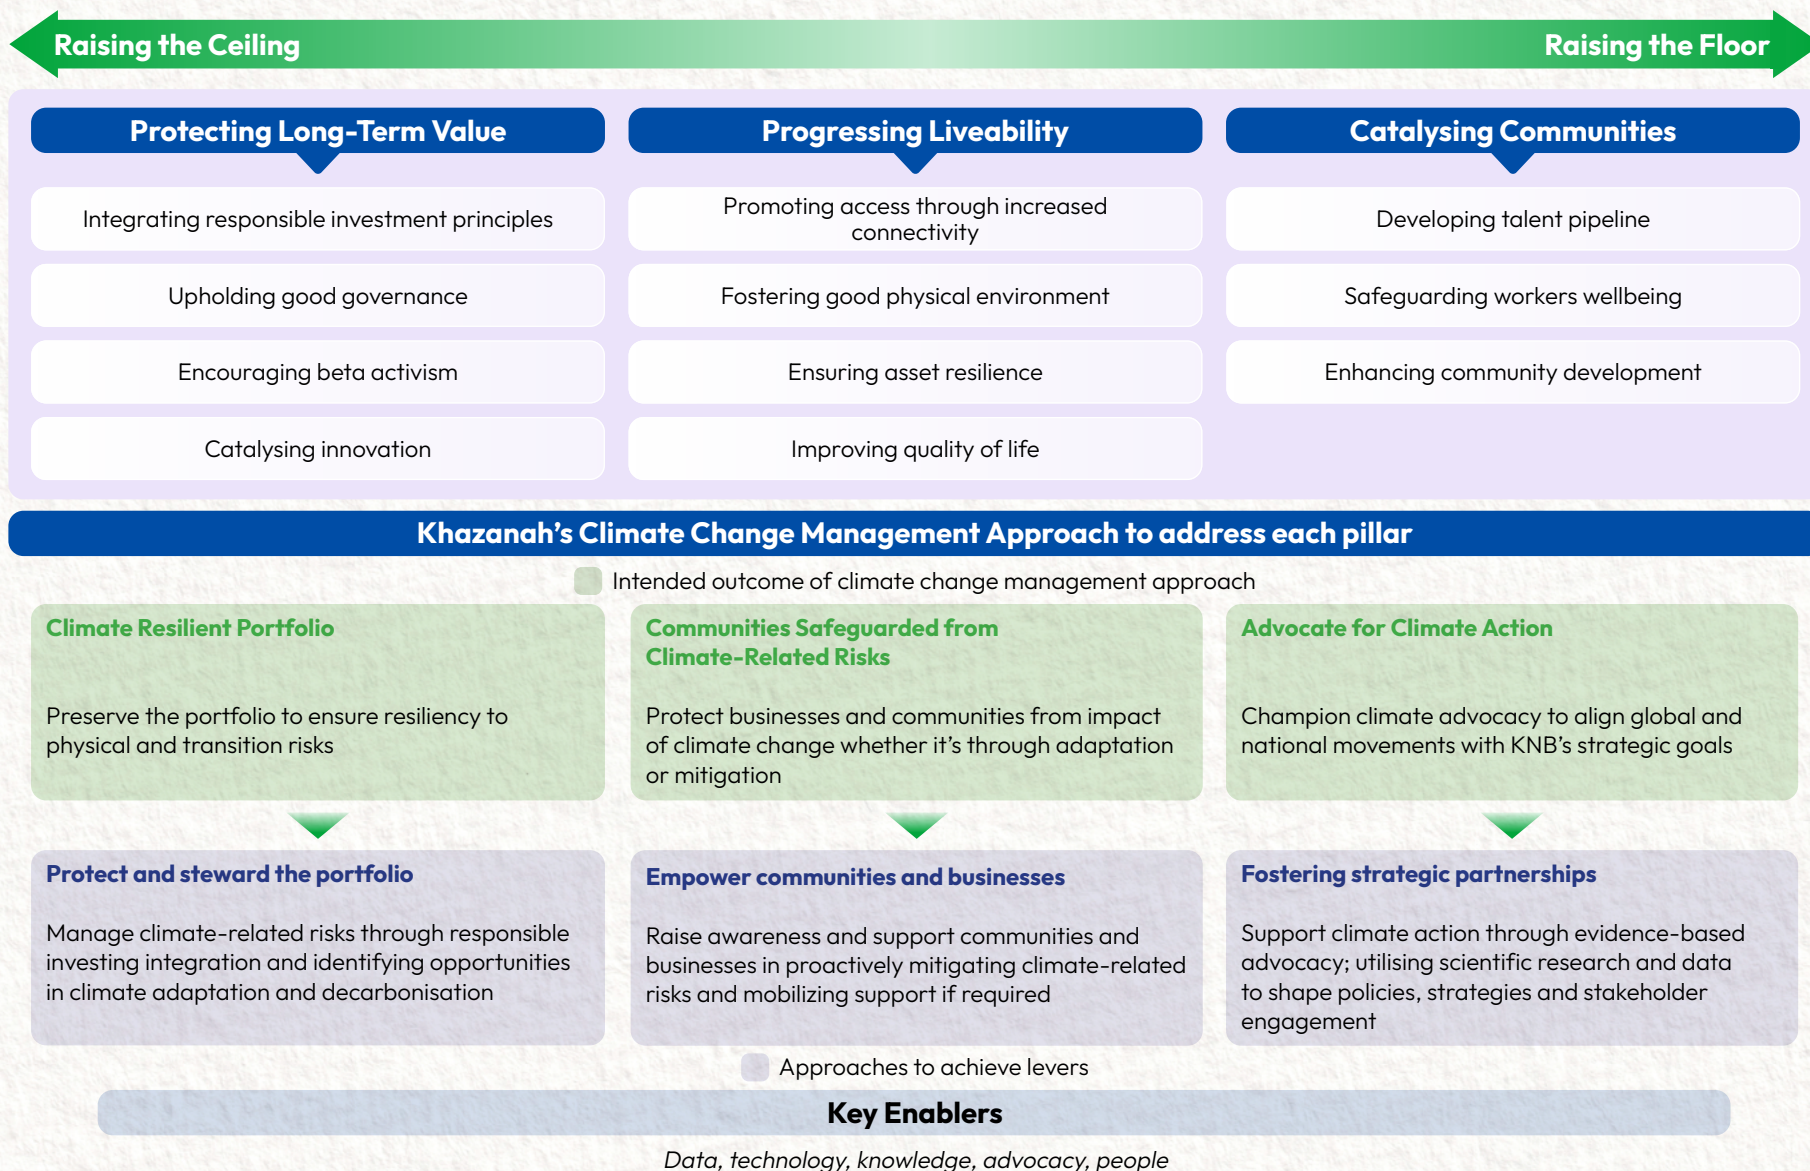 Raising the Ceiling
Raising the Floor
Protecting Long-Term Value
Integrating responsible investment principles
Upholding good governance
Encouraging beta activism
Catalysing innovation
Progressing Liveability
Promoting access through increased
connectivity
Fostering good physical environment
Ensuring asset resilience
Improving quality of life
Catalysing Communities
Developing talent pipeline
Safeguarding workers wellbeing
Enhancing community development
Khazanah’s Climate Change Management Approach to address each pillar
Intended outcome of climate change management approach
Climate Resilient Portfolio
Preserve the portfolio to ensure resiliency to
physical and transition risks
Communities Safeguarded from
Climate-Related Risks
Protect businesses and communities from impact
of climate change whether it’s through adaptation
or mitigation
Advocate for Climate Action
Champion climate advocacy to align global and
national movements with KNB’s strategic goals
Protect and steward the portfolio
Manage climate-related risks through responsible
investing integration and identifying opportunities
in climate adaptation and decarbonisation
Empower communities and businesses
Raise awareness and support communities and
businesses in proactively mitigating climate-related
risks and mobilizing support if required
Fostering strategic partnerships
Support climate action through evidence-based
advocacy; utilising scientific research and data
to shape policies, strategies and stakeholder
engagement
Approaches to achieve levers
Key Enablers
Data, technology, knowledge, advocacy, people